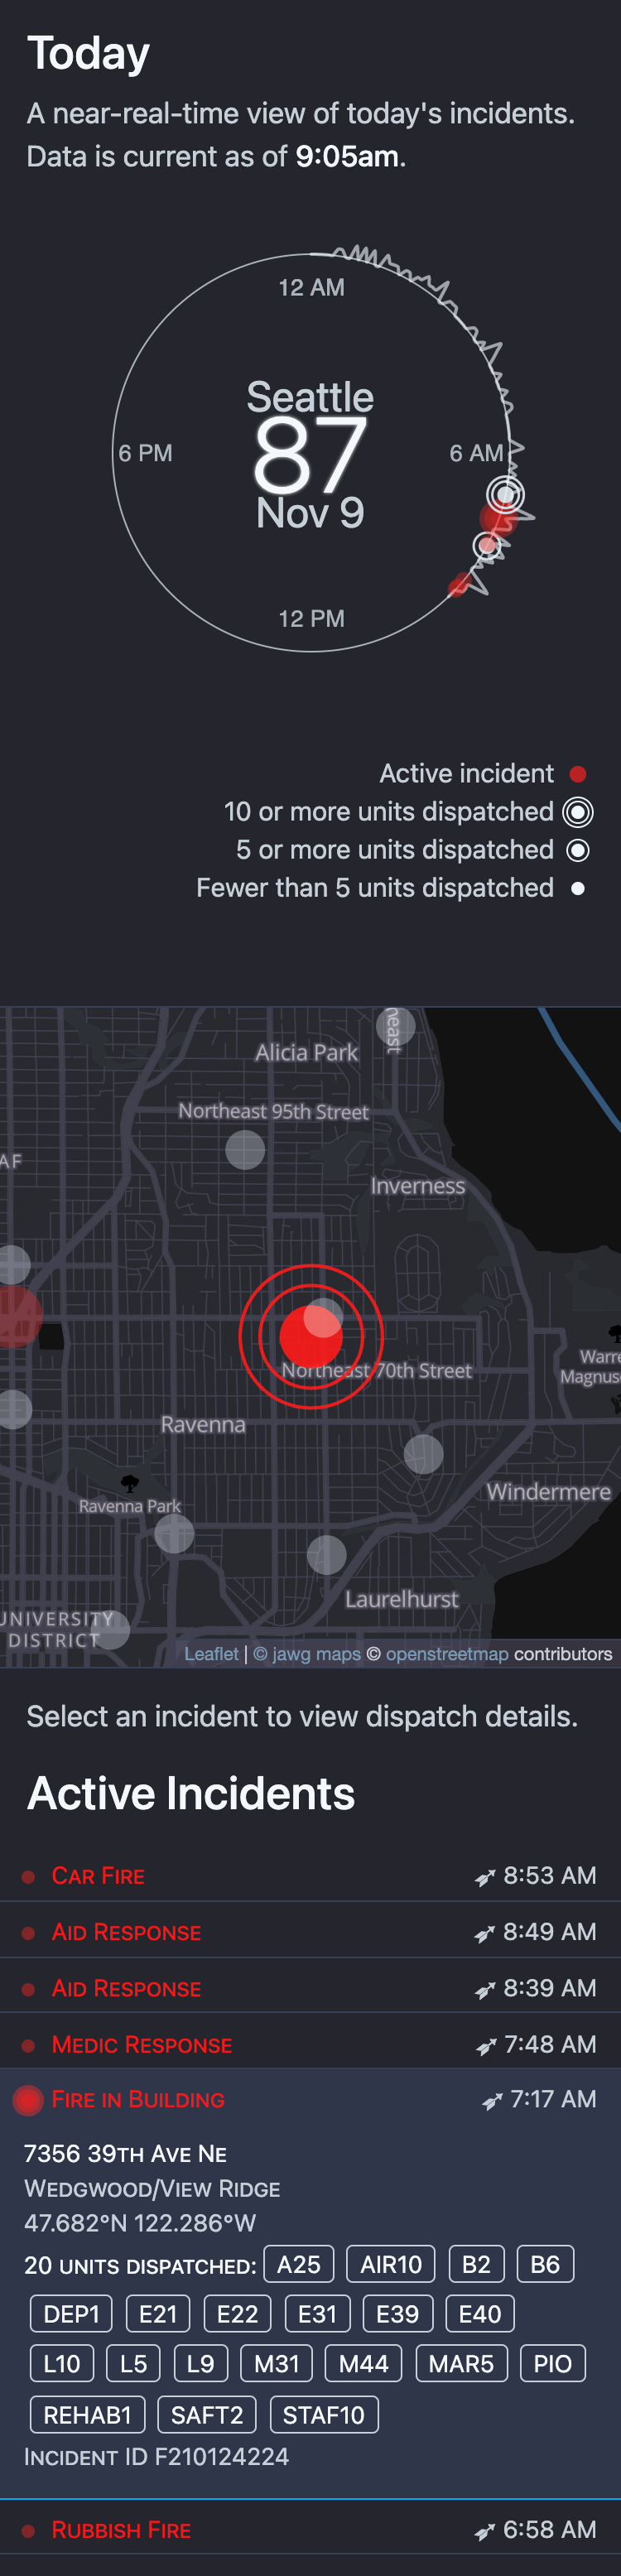 Today
A near-real-time view of today's incidents.
Data is current as of 9:05am.
12 AM
Seattle
87
Nov 9
6 PM
6 AM
12 PM
Active incident
10 or more units dispatched
5 or more units dispatched
Fewer than 5 units dispatched
east
Alicia Park
Northeast 95th Street
AF
Inverness
Northeast 70th Street
Warre
Magnus
Ravenna
Windermere
Ravenna Park
Laurelhurst
UNIVERSITY
DISTRICT
Leaflet | © jawg maps © openstreetmap contributors
Select an incident to view dispatch details.
Active Incidents
Car Fire 8:53 AM
Aid Response 8:49 AM
Aid Response 8:39 AM
Medic Response 7:48 AM
Fire in Building 7:17 AM
7356 39th Ave Ne
Wedgwood/View Ridge
47.682°N 122.286°W
20 units dispatched: A25 AIR10 B2 B6
DEP1 E21 E22 E31 E39 E40
L10 L5 L9 M31 M44 MAR5 PIO
REHAB1 SAFT2 STAF10
Incident ID F210124224
Rubbish Fire 6:58 AM